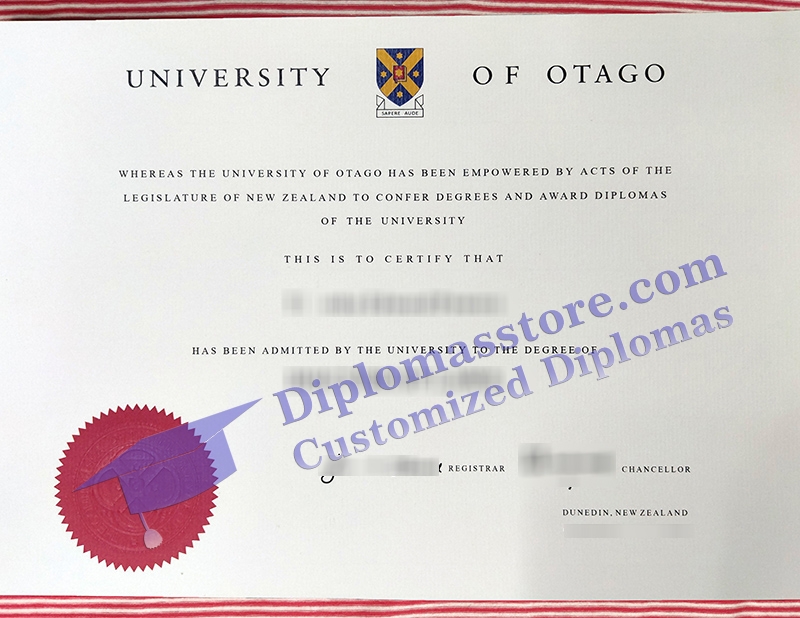 UNIVERSITY OF OTAGO
SAPERE AUDE
WHEREAS THE UNIVERSITY OF OTAGO HAS BEEN EMPOWERED BY ACTS OF THE
LEGISLATURE OF NEW ZEALAND TO CONFER DEGREES AND AWARD DIPLOMAS
OF THE UNIVERSITY
THIS IS TO CERTIFY THAT
HAS BEEN ADMITTED BY THE UNIVERSITY TO THE DEGREE OF
Diplomasstore.com
Customized Diplomas
REGISTRAR CHANCELLOR
DUNEDIN, NEW ZEALAND